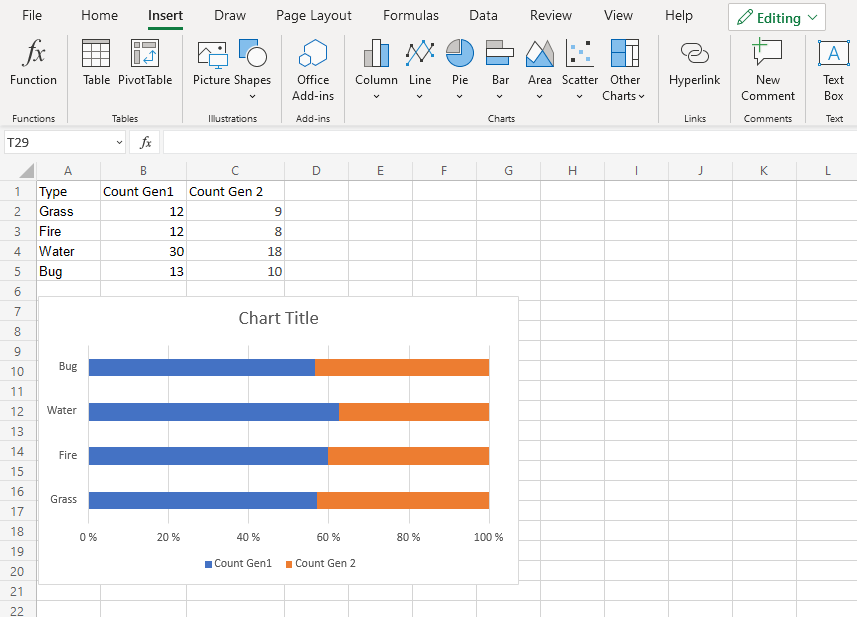 File Home Insert Draw Page Layout Formulas Data Review View Help Editing
fx
A
Function Table PivotTable Picture Shapes Office Add-ins Column Line Pie Bar Area Scatter Other Charts Hyperlink New Comment Text Box
Functions Tables Illustrations Add-ins Charts Links Comments Text
T29 fx
A B C D E F G H I J K L
1 Type Count Gen1 Count Gen 2
2 Grass 12 9
3 Fire 12 8
4 Water 30 18
5 Bug 13 10
6
7
8
9
10
11
12
13
14
15
16
17
18
19
20
21
22
Chart Title
Bug
Water
Fire
Grass
0 % 20 % 40 % 60 % 80 % 100 %
Count Gen1 Count Gen 2